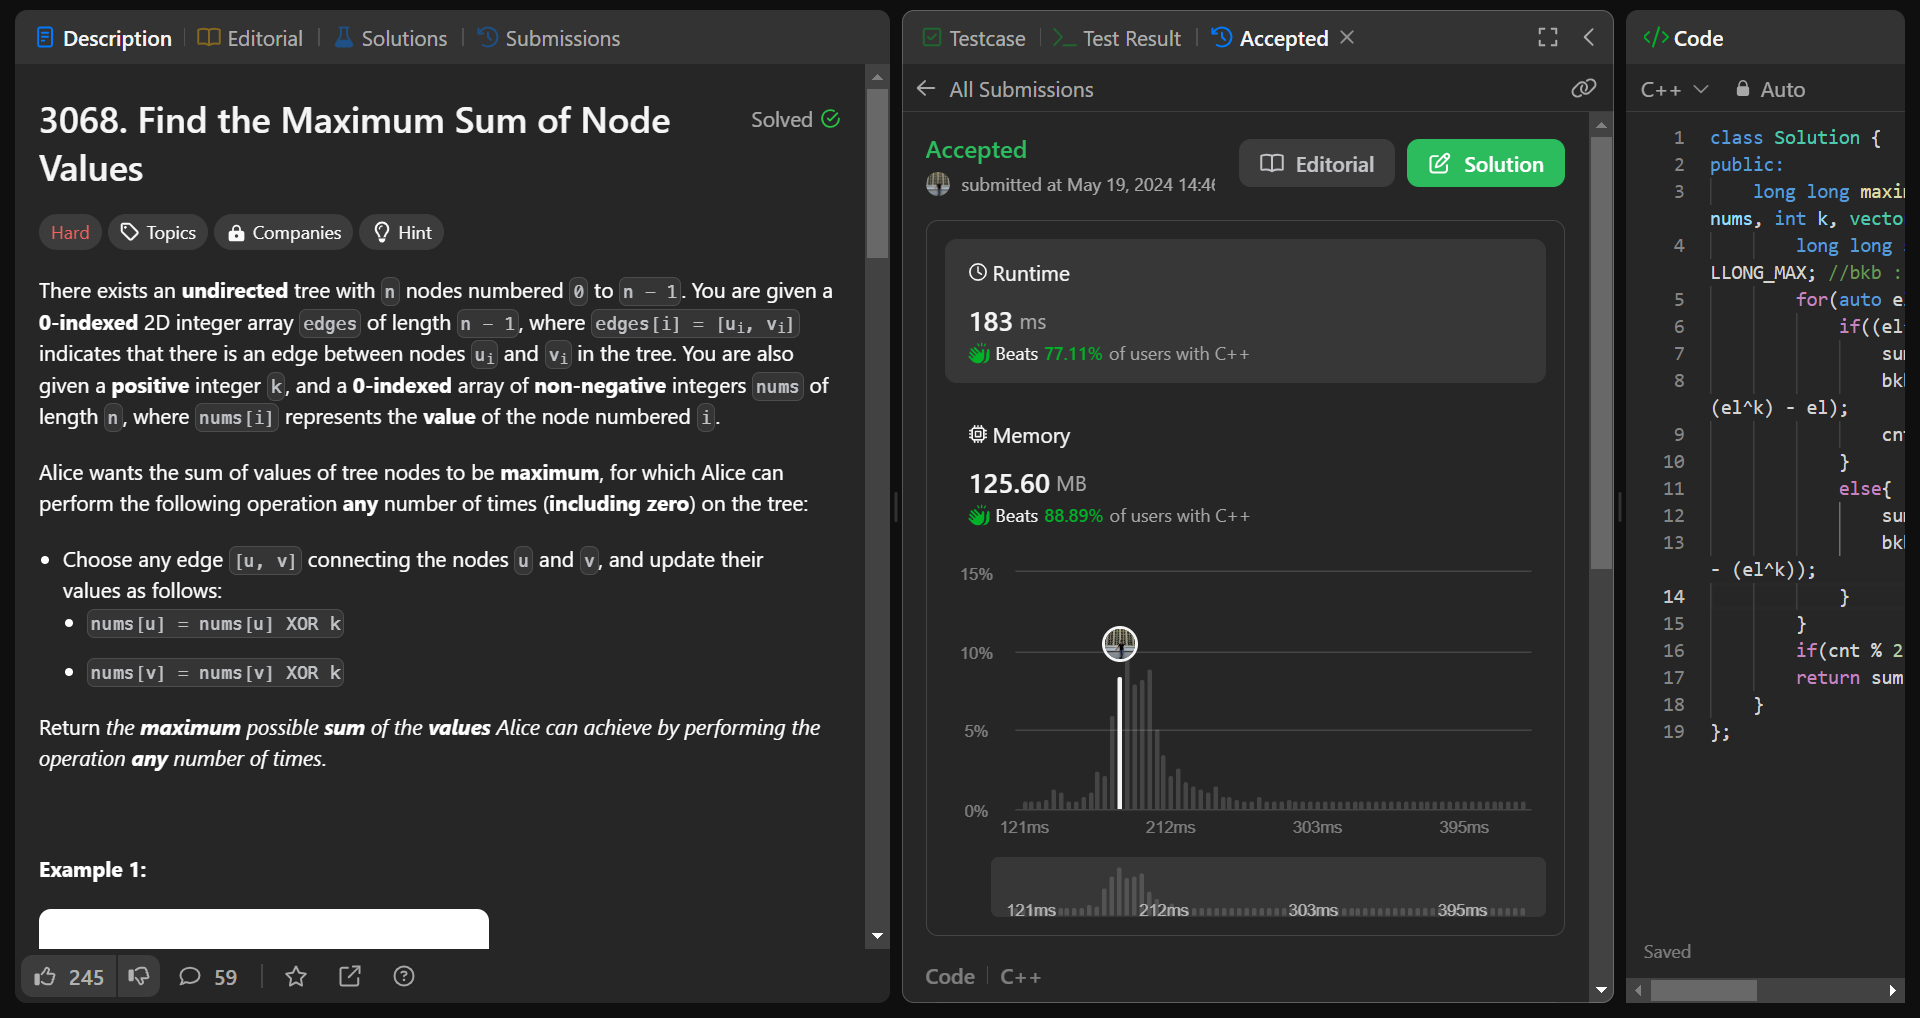 Description
Editorial
Solutions
Submissions
3068. Find the Maximum Sum of Node
Values
Solved
Hard
Topics
Companies
Hint
There exists an undirected tree with n nodes numbered 0 to n - 1. You are given a
0-indexed 2D integer array edges of length n - 1, where edges[i] = [ui, vi]
indicates that there is an edge between nodes ui and vi in the tree. You are also
given a positive integer k, and a 0-indexed array of non-negative integers nums of
length n, where nums[i] represents the value of the node numbered i.
Alice wants the sum of values of tree nodes to be maximum, for which Alice can
perform the following operation any number of times (including zero) on the tree:
• Choose any edge [u, v] connecting the nodes u and v, and update their
values as follows:
• nums[u] = nums[u] XOR k
• nums[v] = nums[v] XOR k
Return the maximum possible sum of the values Alice can achieve by performing the
operation any number of times.
Example 1:
245
59
Testcase
Test Result
Accepted
All Submissions
Accepted
submitted at May 19, 2024 14:46
Editorial
Solution
Runtime
183 ms
Beats 77.11% of users with C++
Memory
125.60 MB
Beats 88.89% of users with C++
15%
10%
5%
0%
121ms
212ms
303ms
395ms
121ms
212ms
303ms
395ms
Code
C++
</> Code
C++
Auto
1 class Solution {
2 public:
3 long long maxi
nums, int k, vecto
4 long long
LLONG_MAX; //bkb :
5 for(auto e
6 if((el
7 su
8 bk
(el^k) - el);
9 cn
10 }
11 else{
12 su
13 bk
- (el^k));
14 }
15 }
16 if(cnt % 2
17 return sum
18 }
19 };
Saved